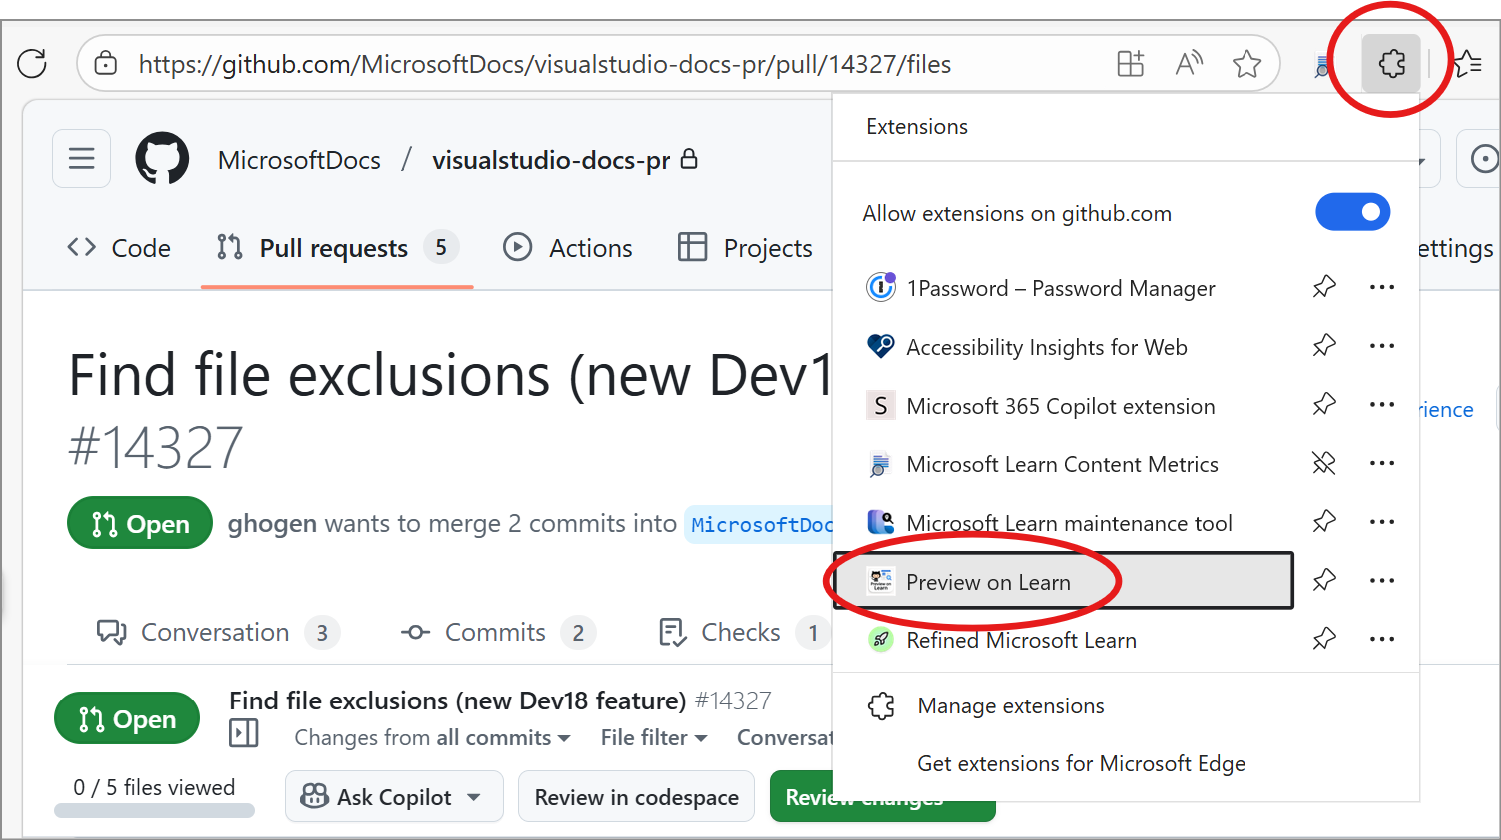 https://github.com/MicrosoftDocs/visualstudio-docs-pr/pull/14327/files
Extensions
MicrosoftDocs / visualstudio-docs-pr
Allow extensions on github.com
Code
Pull requests 5
Actions
Projects
ettings
1Password – Password Manager
Accessibility Insights for Web
Find file exclusions (new Dev1
#14327
S Microsoft 365 Copilot extension
rience
Microsoft Learn Content Metrics
Open
ghogen wants to merge 2 commits into MicrosoftDoc
Microsoft Learn maintenance tool
Preview on Learn
Conversation 3
Commits 2
Checks 1
Refined Microsoft Learn
Open
Find file exclusions (new Dev18 feature) #14327
Manage extensions
Changes from all commits
File filter
Conversat
Get extensions for Microsoft Edge
0 / 5 files viewed
Ask Copilot
Review in codespace
Review changes